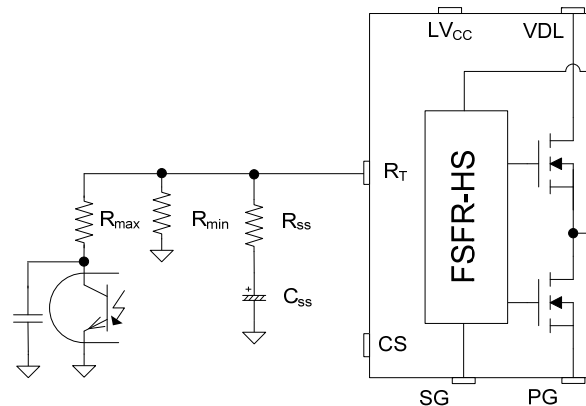 LVCC
VDL
RT
Rmax
Rmin
Rss
FSFR-HS
Css
+
CS
SG
PG